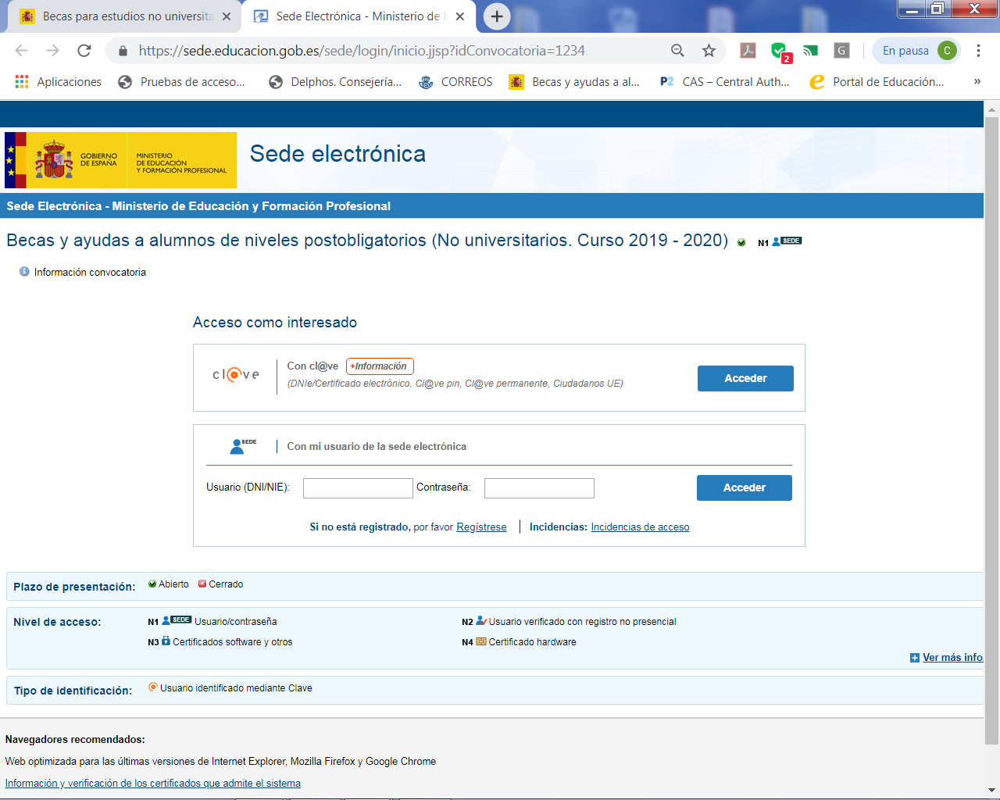 Becas para estudios no universita
Sede Electrónica - Ministerio de E
https://sede.educacion.gob.es/sede/login/inicio.jjsp?idConvocatoria=1234
2
G
En pausa
C
Aplicaciones
Pruebas de acceso...
Delphos. Consejería...
CORREOS
Becas y ayudas a al...
P2
CAS – Central Auth...
Portal de Educación...
»
GOBIERNO
DE ESPAÑA
MINISTERIO
DE EDUCACIÓN
Y FORMACIÓN PROFESIONAL
Sede electrónica
Sede Electrónica - Ministerio de Educación y Formación Profesional
Becas y ayudas a alumnos de niveles postobligatorios (No universitarios. Curso 2019 - 2020) N1 SEDE
Información convocatoria
Acceso como interesado
cl@ve
Con cl@ve +Información
(DNIe/Certificado electrónico, Cl@ve pin, Cl@ve permanente, Ciudadanos UE)
Acceder
SEDE
Con mi usuario de la sede electrónica
Usuario (DNI/NIE): Contraseña:
Acceder
Si no está registrado, por favor Regístrese Incidencias: Incidencias de acceso
Plazo de presentación: Abierto Cerrado
Nivel de acceso: N1 SEDE Usuario/contraseña N2 Usuario verificado con registro no presencial
N3 Certificados software y otros N4 Certificado hardware
Ver más info.
Tipo de identificación: Usuario identificado mediante Clave
Navegadores recomendados:
Web optimizada para las últimas versiones de Internet Explorer, Mozilla Firefox y Google Chrome
Información y verificación de los certificados que admite el sistema